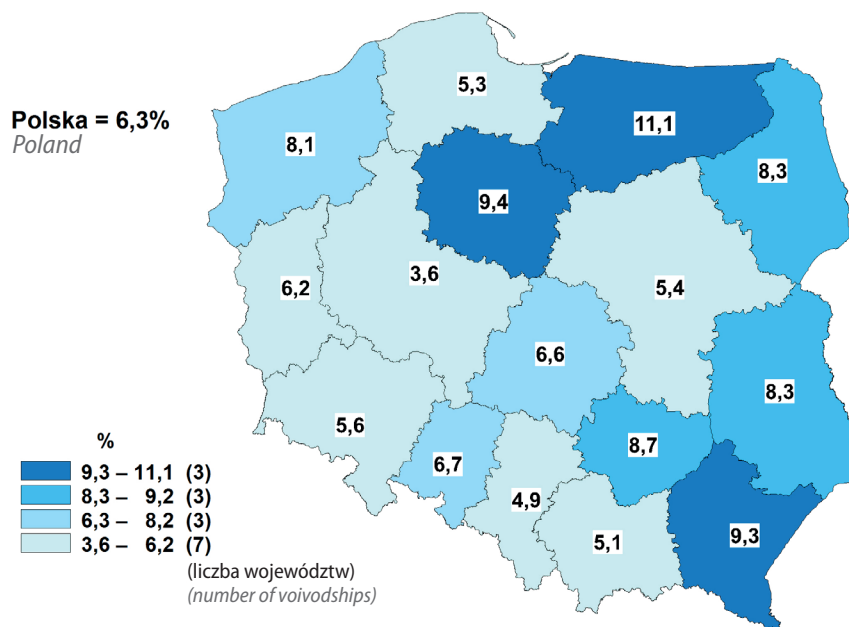 5,3
Polska = 6,3%
Poland
11,1
8,1
8,3
9,4
3,6
6,2
5,4
6,6
8,3
5,6
%
8,7
6,7
9,3 – 11,1 (3)
8,3 – 9,2 (3)
4,9
6,3 – 8,2 (3)
9,3
5,1
3,6 – 6,2 (7)
(liczba województw)
(number of voivodships)